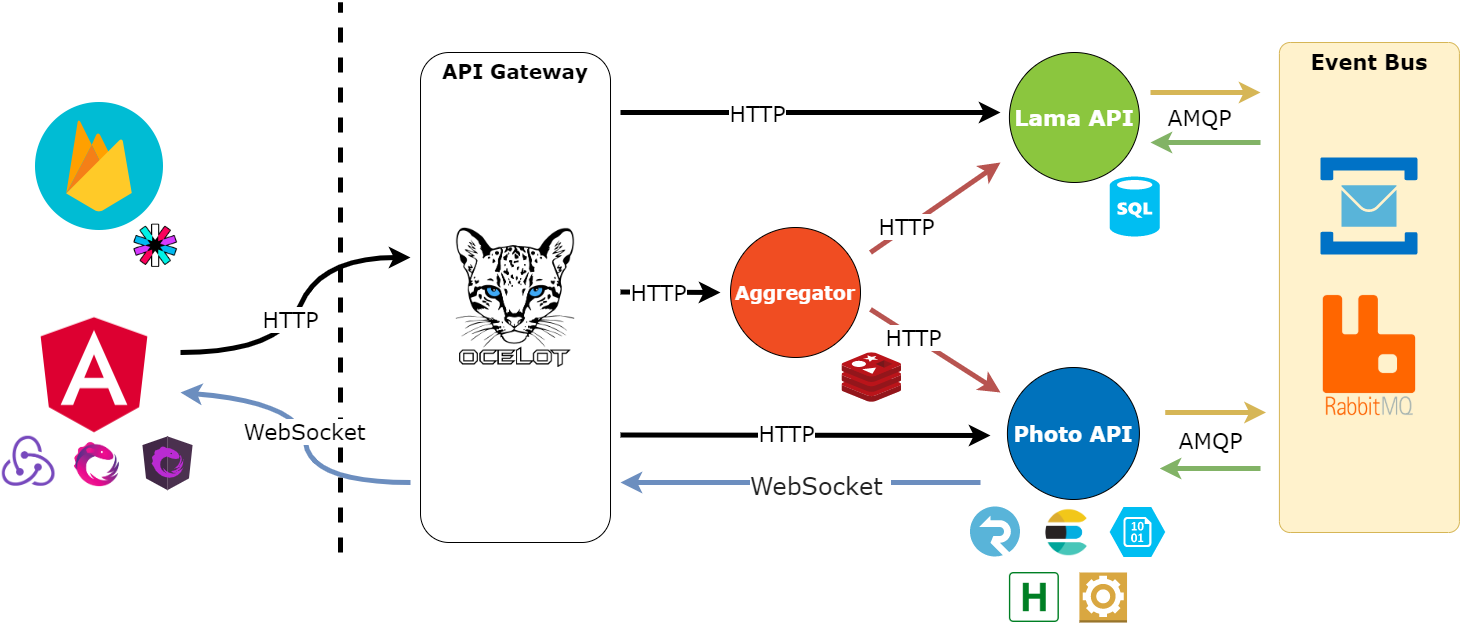 API Gateway
Event Bus
HTTP
Lama API
AMQP
SQL
HTTP
HTTP
Aggregator
HTTP
HTTP
OCELOT
RabbitMQ
WebSocket
HTTP
Photo API
AMQP
WebSocket
10
01
H